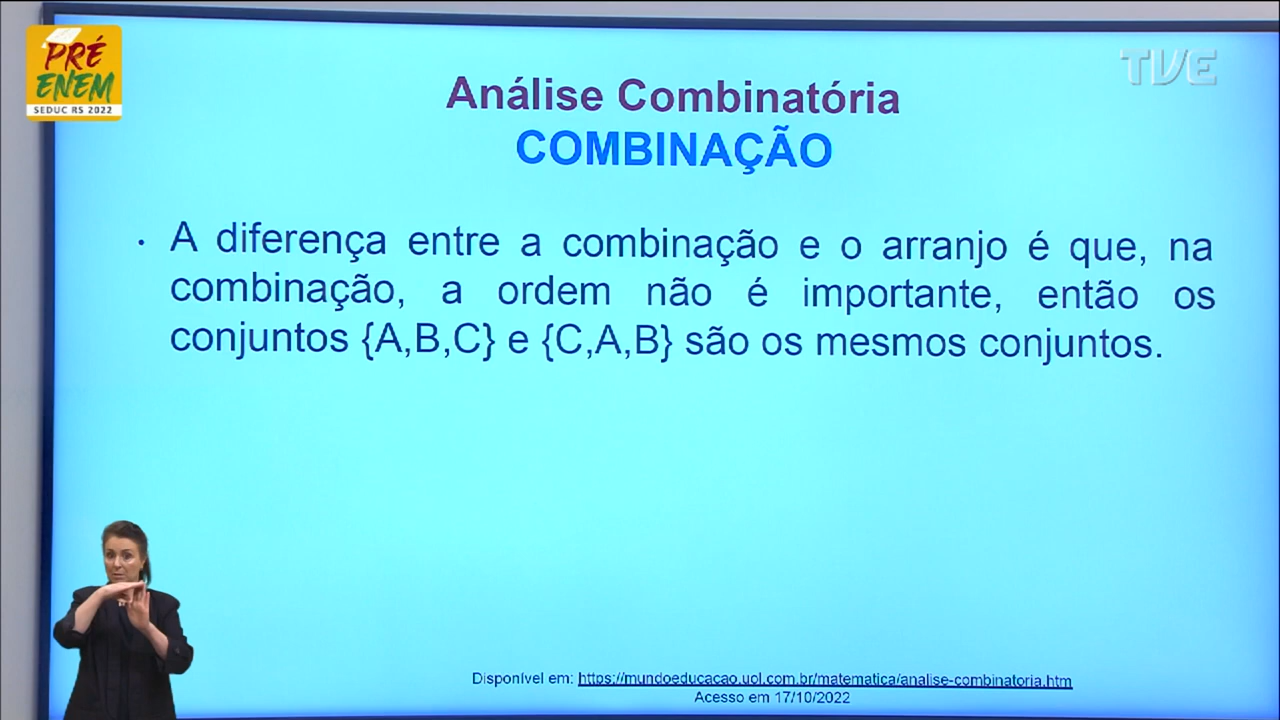 PRÉ
ENEM
SEDUC RS 2022
TVE
Análise Combinatória
COMBINAÇÃO
• A diferença entre a combinação e o arranjo é que, na
combinação, a ordem não é importante, então os
conjuntos {A,B,C} e {C,A,B} são os mesmos conjuntos.
Disponível em: https://mundoeducacao.uol.com.br/matematica/analise-combinatoria.htm
Acesso em 17/10/2022